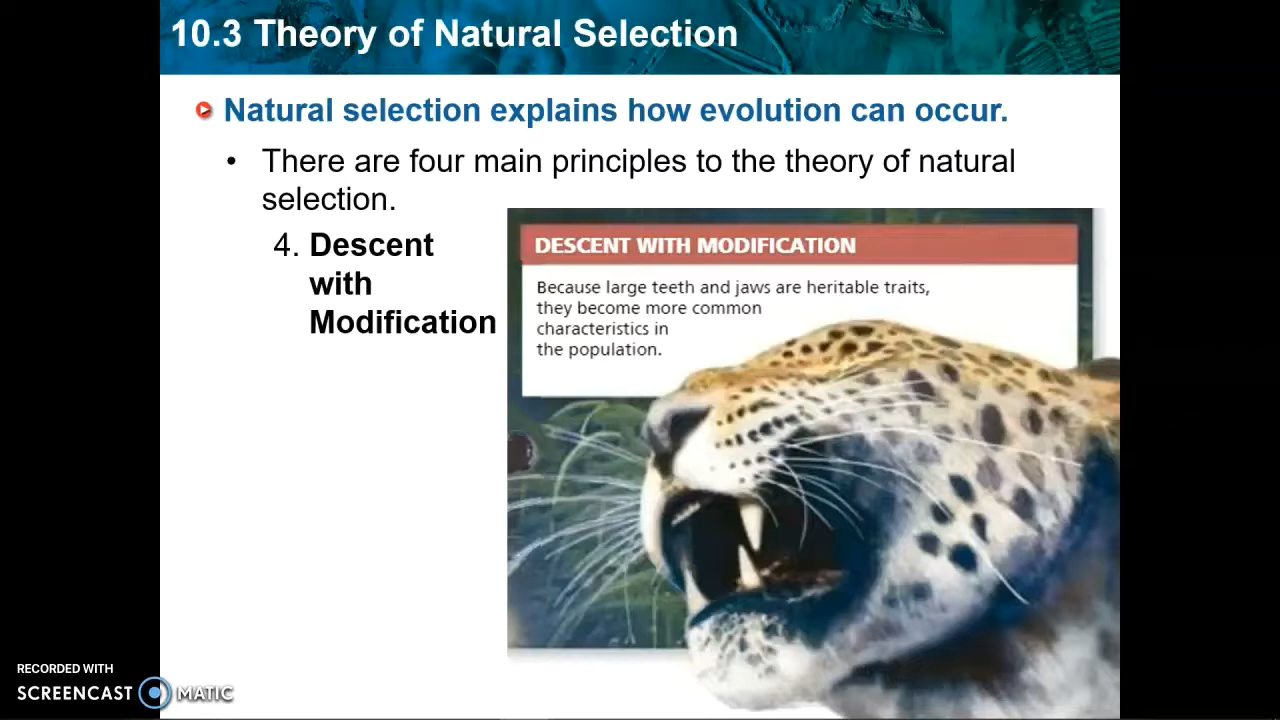 10.3 Theory of Natural Selection
Natural selection explains how evolution can occur.
• There are four main principles to the theory of natural
selection.
4. Descent
with
Modification
DESCENT WITH MODIFICATION
Because large teeth and jaws are heritable traits,
they become more common
characteristics in
the population.
RECORDED WITH
SCREENCAST MATIC